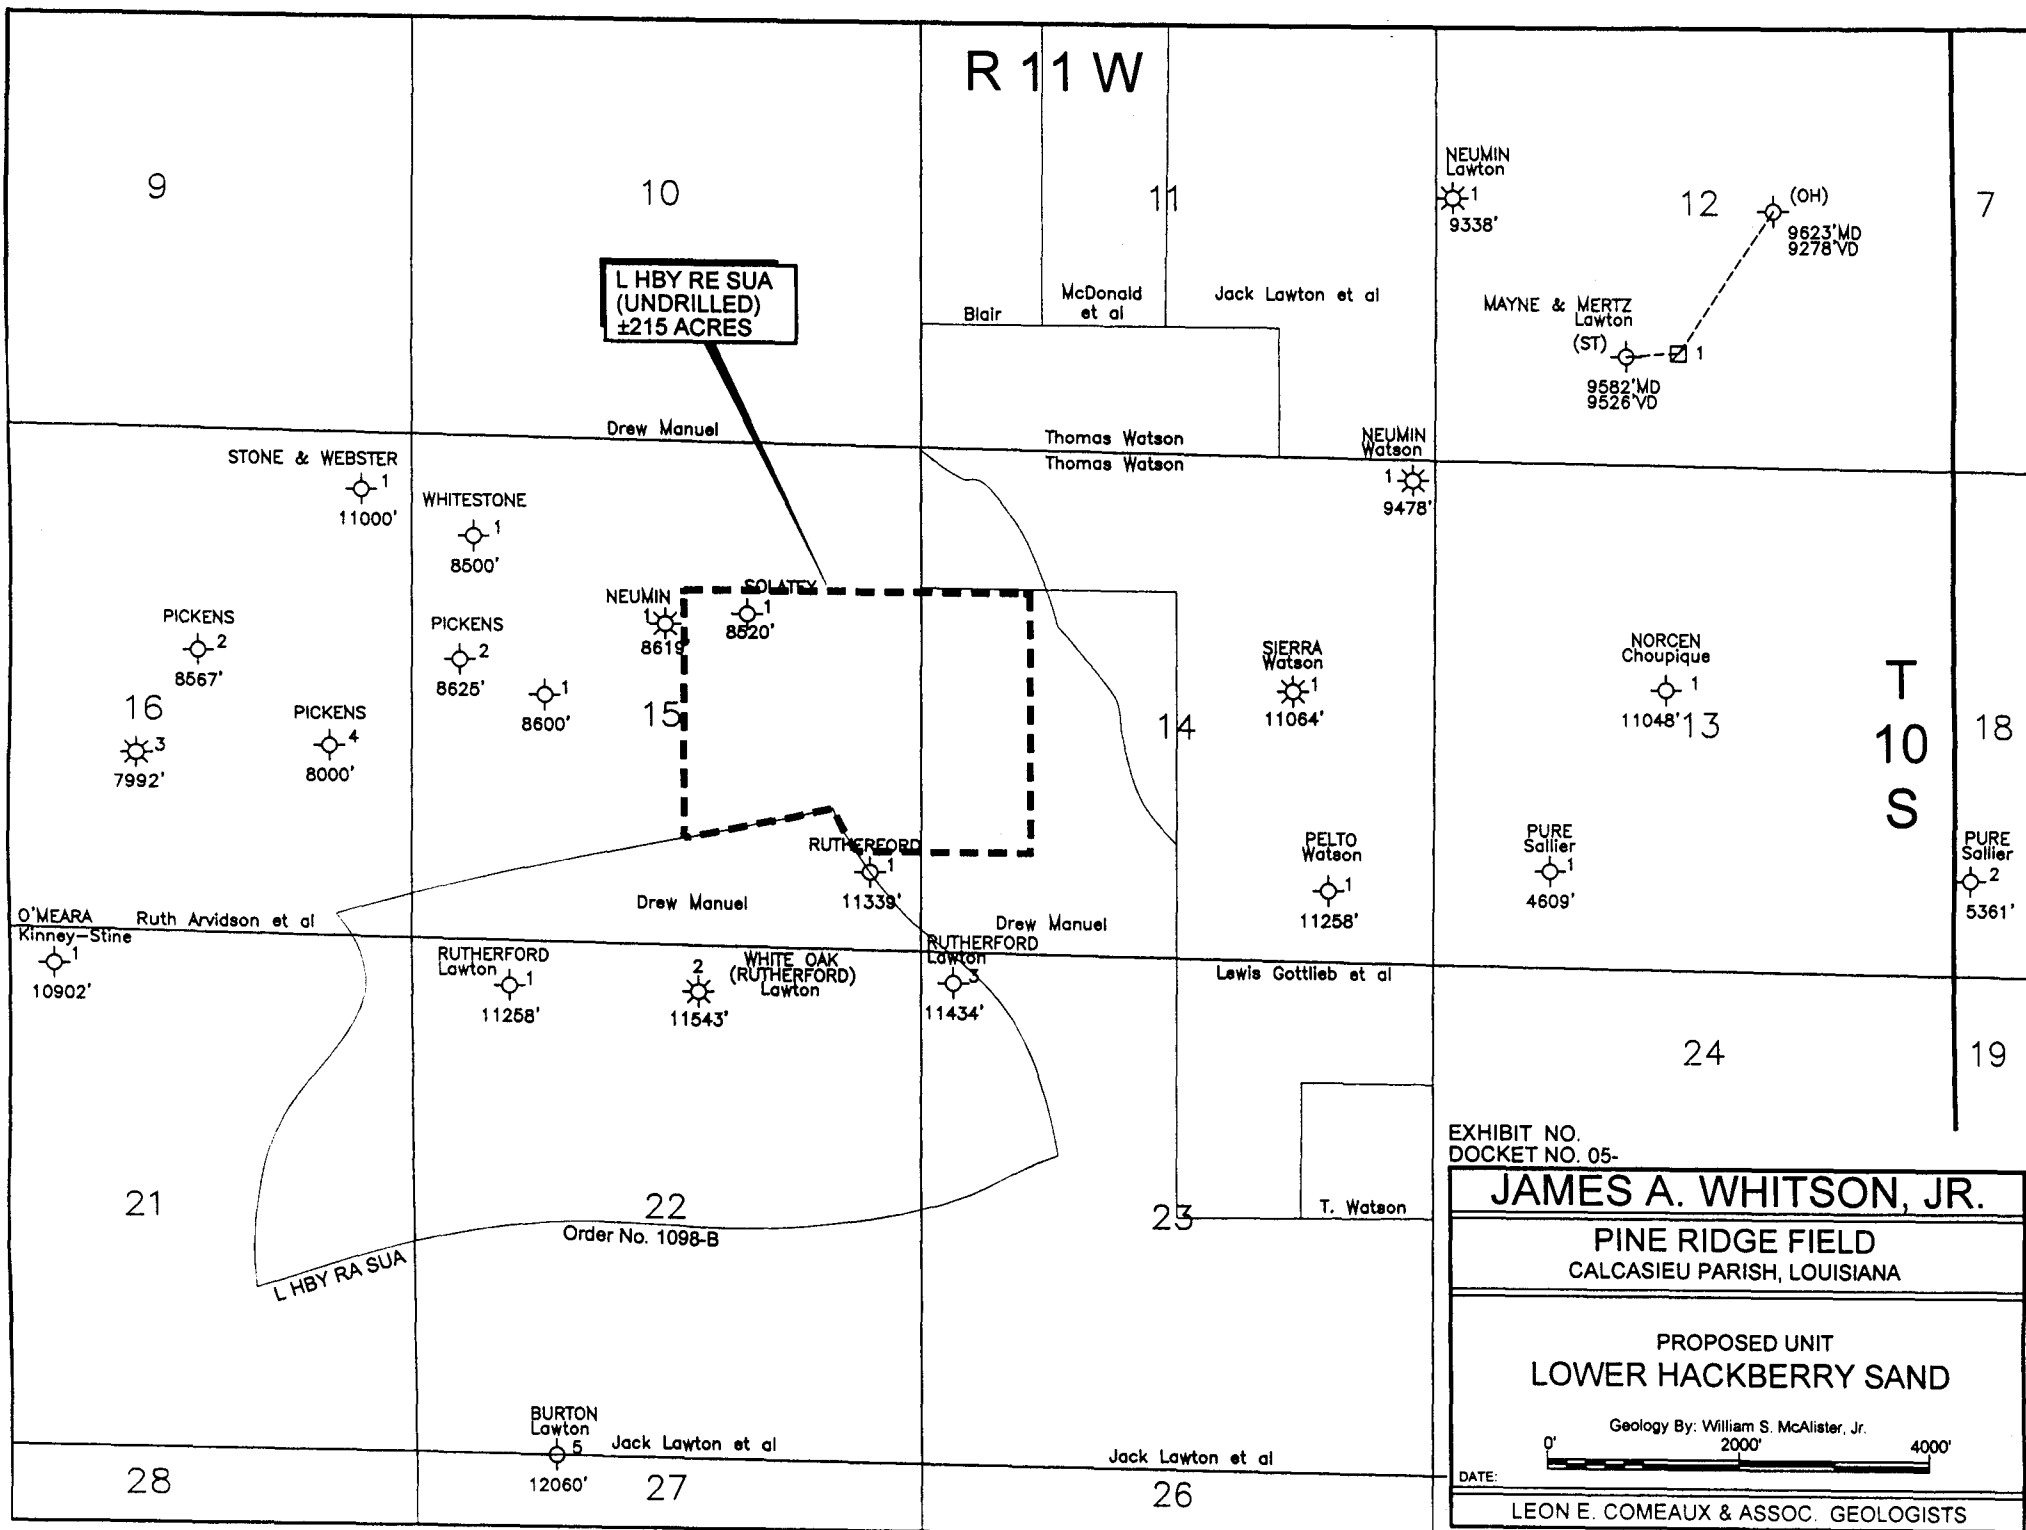 R 11 W
9
10
11
12
7
NEUMIN
Lawton
1
9338'
(OH)
9623'MD
9278'VD
L HBY RE SUA
(UNDRILLED)
±215 ACRES
Blair
McDonald
et al
Jack Lawton et al
MAYNE & MERTZ
Lawton
(ST)
1
9582'MD
9526'VD
Drew Manuel
Thomas Watson
Thomas Watson
NEUMIN
Watson
1
9478'
STONE & WEBSTER
1
11000'
WHITESTONE
1
8500'
NEUMIN
1
8619'
SOLATEX
1
8520'
PICKENS
2
8567'
PICKENS
2
8625'
1
8600'
16
3
7992'
PICKENS
4
8000'
15
14
SIERRA
Watson
1
11064'
NORCEN
Choupique
1
11048'
13
T
10
S
18
RUTHERFORD
1
11339'
PELTO
Watson
1
11258'
PURE
Sallier
1
4609'
PURE
Sallier
2
5361'
O'MEARA
Kinney-Stine
1
10902'
Ruth Arvidson et al
Drew Manuel
Drew Manuel
RUTHERFORD
Lawton
1
11258'
WHITE OAK
(RUTHERFORD)
Lawton
2
11543'
RUTHERFORD
Lawton
3
11434'
Lewis Gottlieb et al
24
19
21
22
23
T. Watson
Order No. 1098-B
L HBY RA SUA
BURTON
Lawton
5
12060'
Jack Lawton et al
Jack Lawton et al
28
27
26
EXHIBIT NO.
DOCKET NO. 05-
JAMES A. WHITSON, JR.
PINE RIDGE FIELD
CALCASIEU PARISH, LOUISIANA
PROPOSED UNIT
LOWER HACKBERRY SAND
Geology By: William S. McAlister, Jr.
0' 2000' 4000'
DATE:
LEON E. COMEAUX & ASSOC. GEOLOGISTS